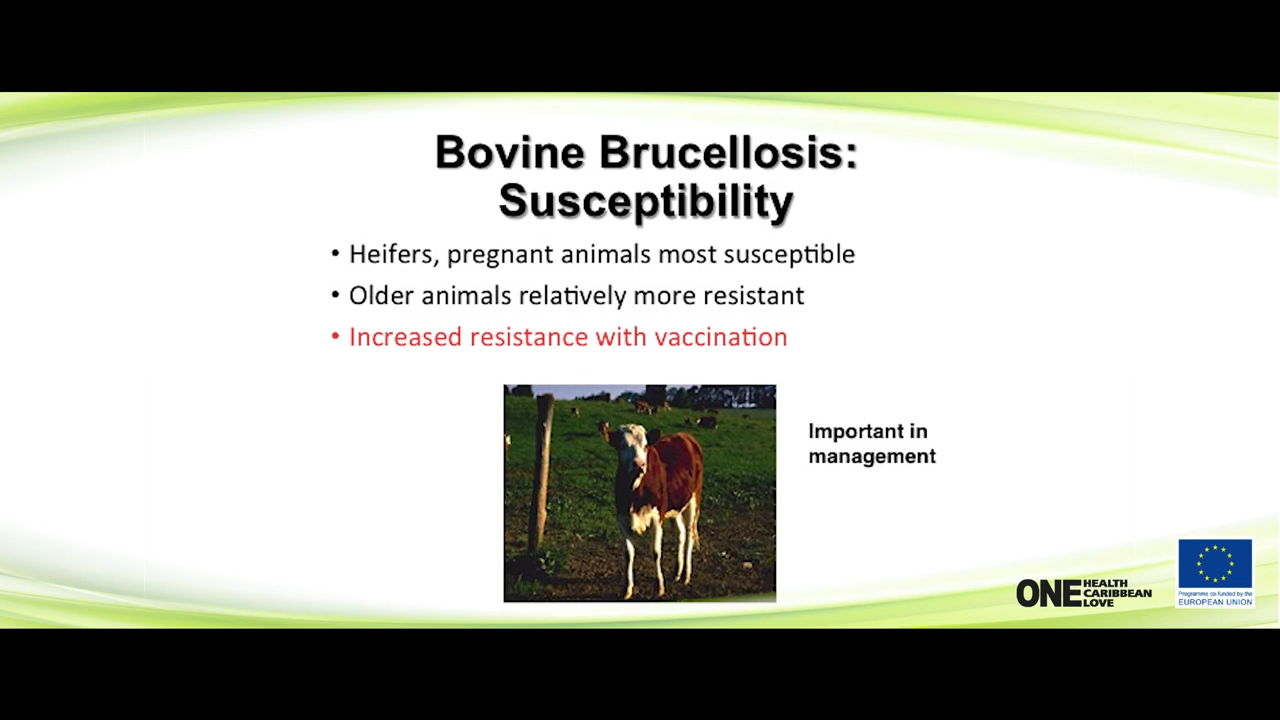 Bovine Brucellosis:
Susceptibility
• Heifers, pregnant animals most susceptible
• Older animals relatively more resistant
• Increased resistance with vaccination
Important in
management
ONE HEALTH
CARIBBEAN
LOVE
Programme co-funded by the
EUROPEAN UNION